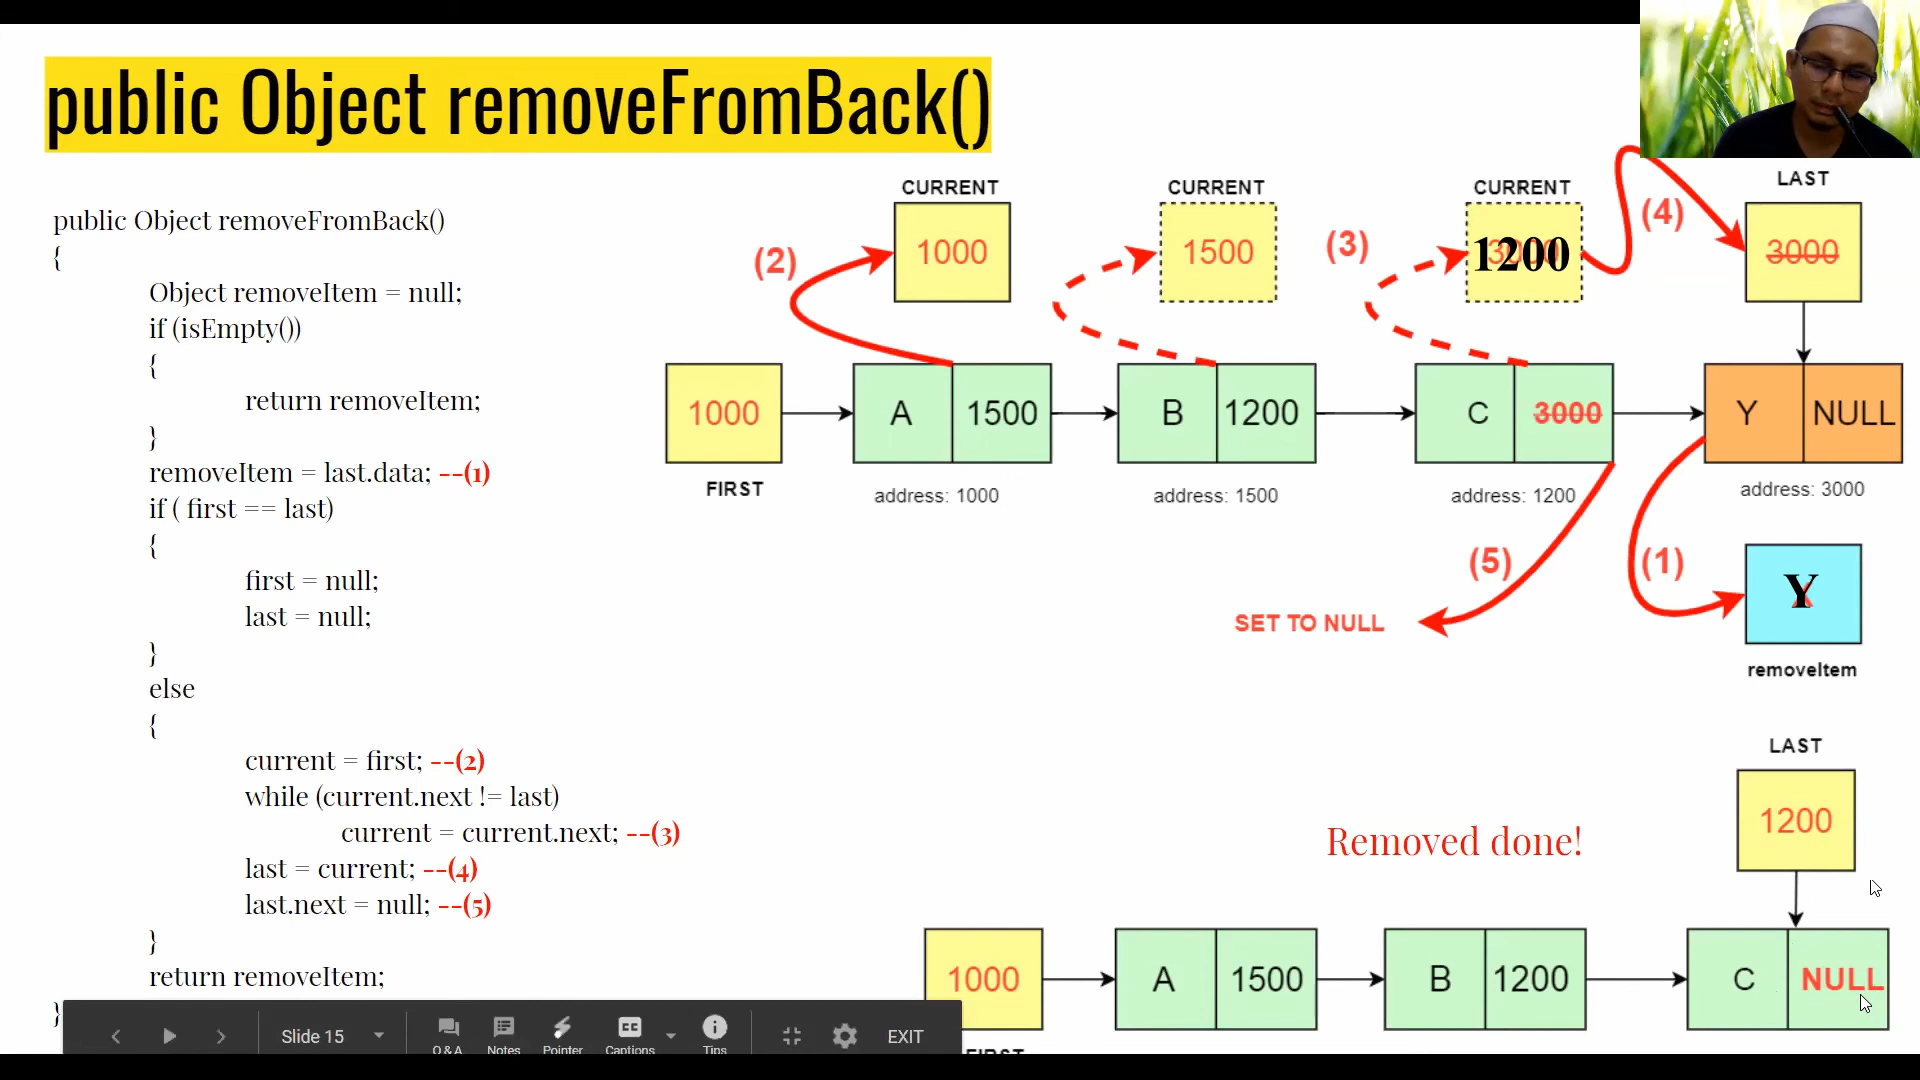 public Object removeFromBack()
public Object removeFromBack()
{
Object removeItem = null;
if (isEmpty())
{
return removeItem;
}
removeItem = last.data; --(1)
if ( first == last)
{
first = null;
last = null;
}
else
{
current = first; --(2)
while (current.next != last)
current = current.next; --(3)
last = current; --(4)
last.next = null; --(5)
}
return removeItem;
}
CURRENT
CURRENT
CURRENT
LAST
(2)
1000
1500
(3)
1200
(4)
3000
1000
A
1500
B
1200
C
3000
Y
NULL
FIRST
address: 1000
address: 1500
address: 1200
address: 3000
(5)
(1)
Y
SET TO NULL
removeItem
LAST
1200
Removed done!
1000
A
1500
B
1200
C
NULL
FIRST
Slide 15
Q & A
Notes
Pointer
Captions
Tips
EXIT